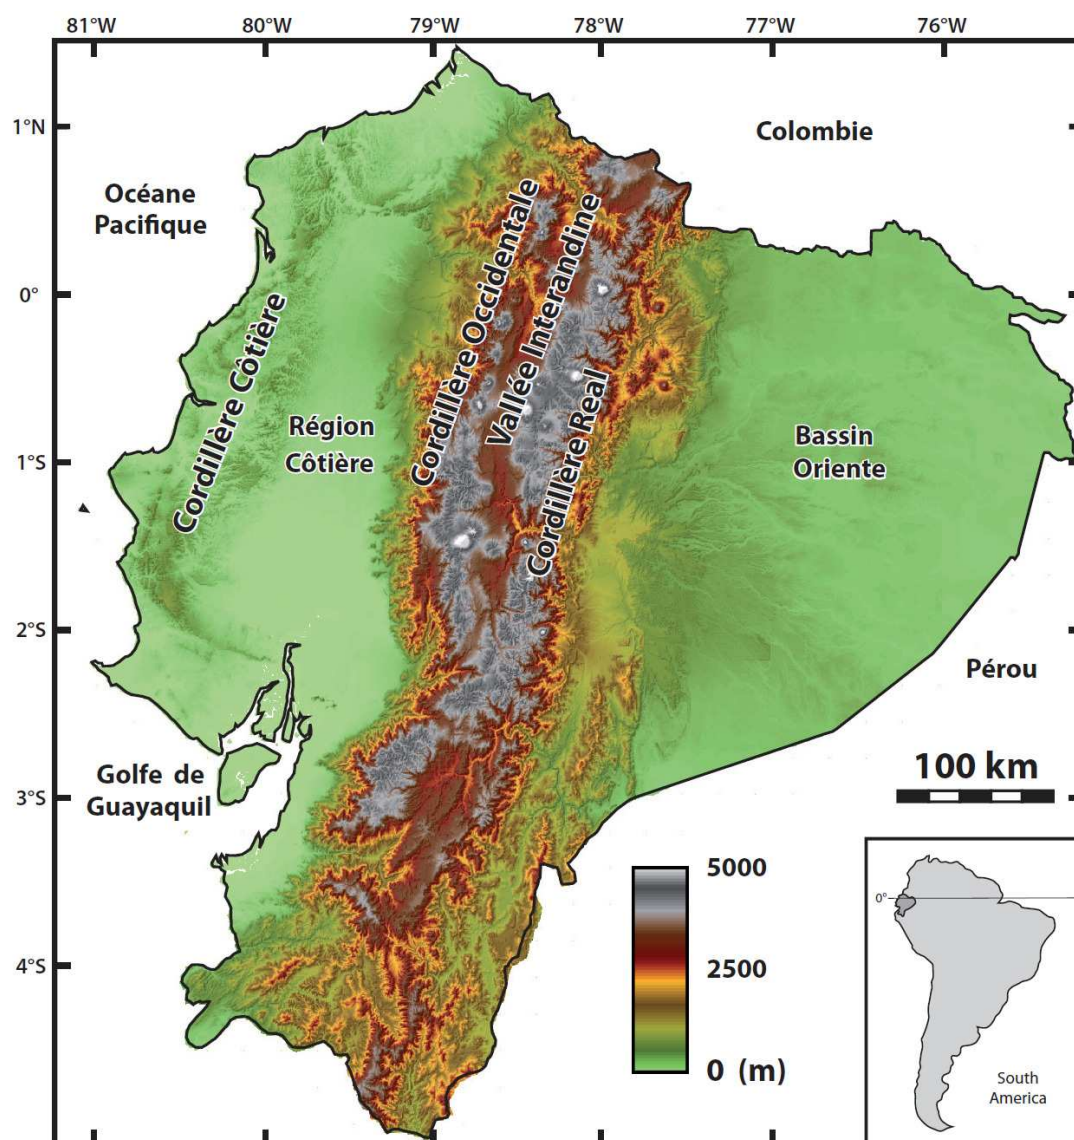 81°W
80°W
79°W
78°W
77°W
76°W
1°N
0°
1°S
2°S
3°S
4°S
Colombie
Océane
Pacifique
Cordillère Côtière
Région
Côtière
Cordillère Occidentale
Vallée Interandine
Cordillère Real
Bassin
Oriente
Pérou
Golfe de
Guayaquil
100 km
5000
2500
0 (m)
0°
South
America